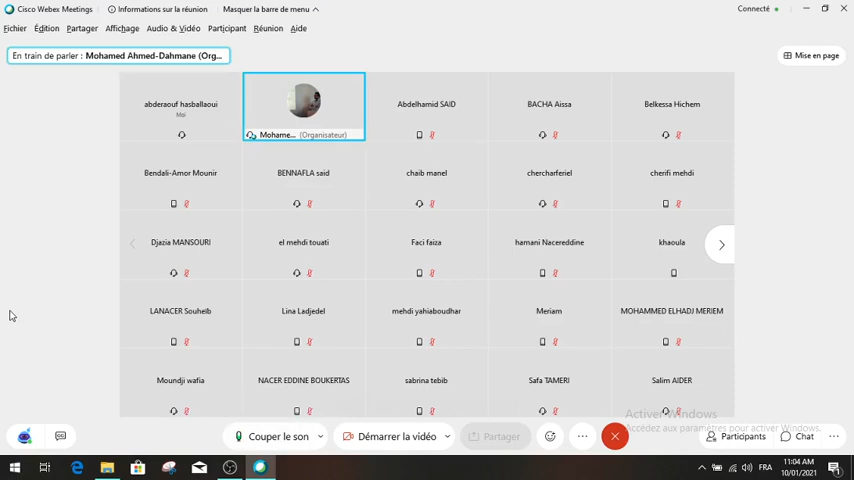 Cisco Webex Meetings
Informations sur la réunion
Masquer la barre de menu
Connecté
Fichier Édition Partager Affichage Audio & Vidéo Participant Réunion Aide
En train de parler : Mohamed Ahmed-Dahmane (Org...
Mise en page
abderaouf hasballaoui
Moi
Mohame... (Organisateur)
Abdelhamid SAID
BACHA Aissa
Belkessa Hichem
Bendali-Amor Mounir
BENNAFLA said
chaib manel
chercharferiel
cherifi mehdi
Djazia MANSOURI
el mehdi touati
Faci faiza
hamani Nacereddine
khaoula
LANACER Souheïb
Lina Ladjedel
mehdi yahiaboudhar
Meriam
MOHAMMED ELHADJ MERIEM
Moundji wafia
NACER EDDINE BOUKERTAS
sabrina tebib
Safa TAMERI
Salim AIDER
Activer Windows
Accédez aux paramètres pour activer Windows.
Couper le son
Démarrer la vidéo
Partager
Participants
Chat
FRA
11:04 AM
10/01/2021
1